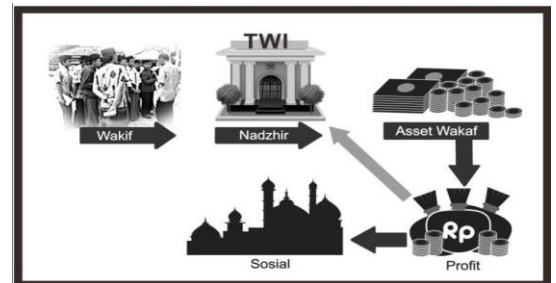 TWI
Wakif
Nadzhir
Asset Wakaf
Rp
Sosial
Profit